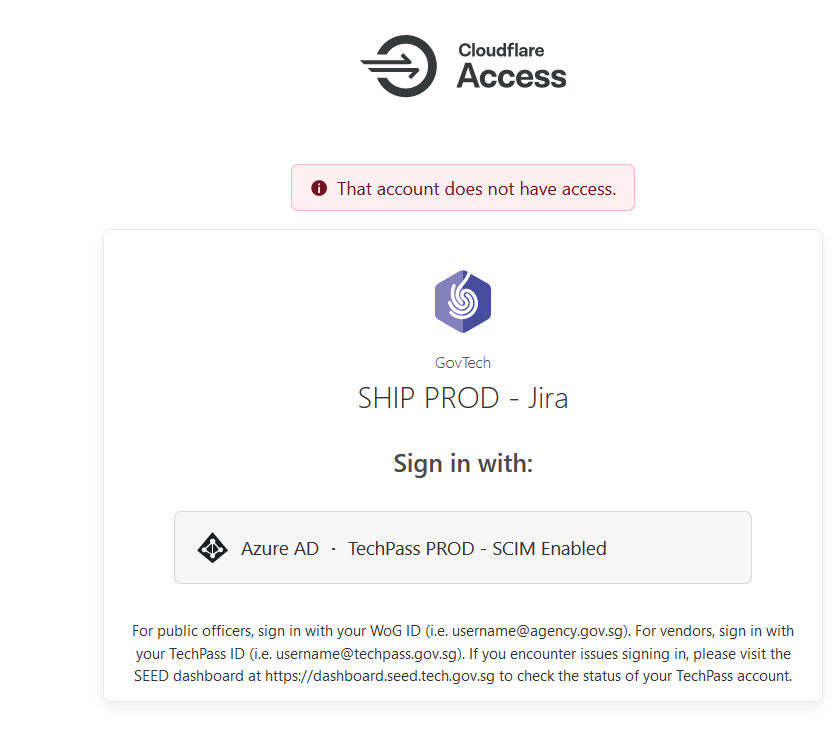 Cloudflare
Access
That account does not have access.
GovTech
SHIP PROD - Jira
Sign in with:
Azure AD · TechPass PROD - SCIM Enabled
For public officers, sign in with your WoG ID (i.e. username@agency.gov.sg). For vendors, sign in with
your TechPass ID (i.e. username@techpass.gov.sg). If you encounter issues signing in, please visit the
SEED dashboard at https://dashboard.seed.tech.gov.sg to check the status of your TechPass account.